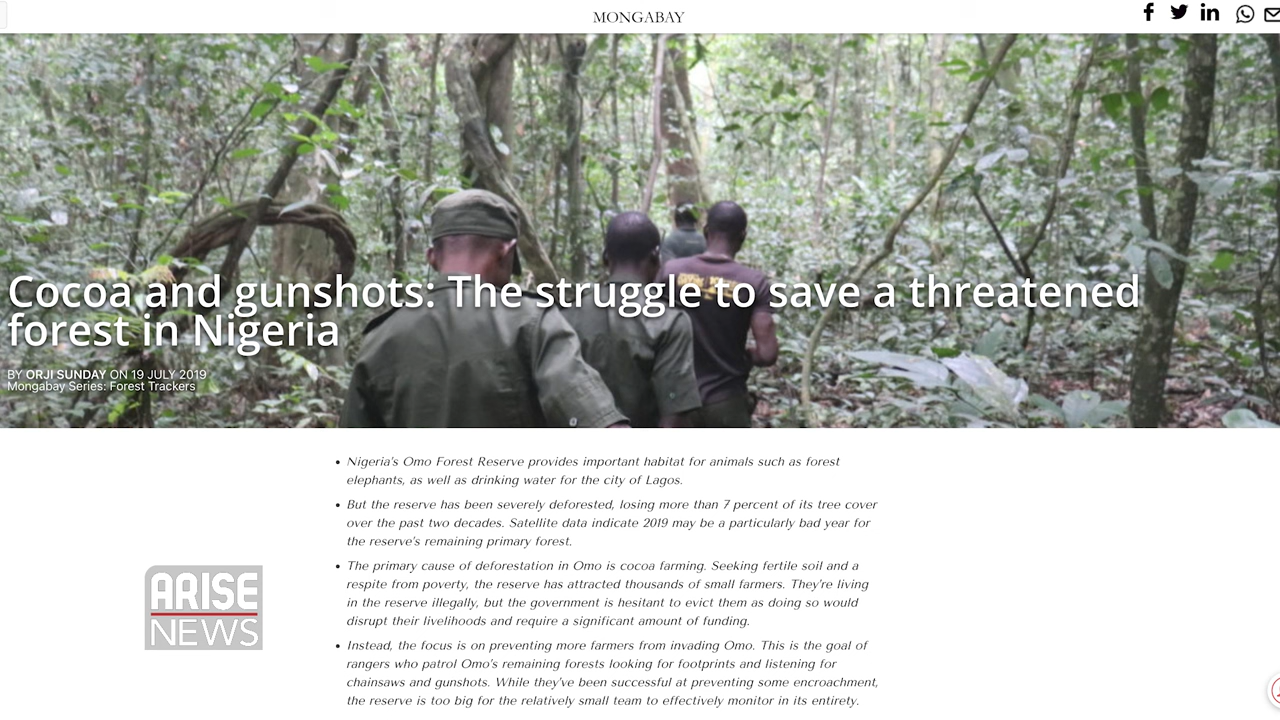 MONGABAY
Cocoa and gunshots: The struggle to save a threatened
forest in Nigeria
BY ORJI SUNDAY ON 19 JULY 2019
Mongabay Series: Forest Trackers
• Nigeria's Omo Forest Reserve provides important habitat for animals such as forest
elephants, as well as drinking water for the city of Lagos.
• But the reserve has been severely deforested, losing more than 7 percent of its tree cover
over the past two decades. Satellite data indicate 2019 may be a particularly bad year for
the reserve's remaining primary forest.
• The primary cause of deforestation in Omo is cocoa farming. Seeking fertile soil and a
respite from poverty, the reserve has attracted thousands of small farmers. They're living
in the reserve illegally, but the government is hesitant to evict them as doing so would
disrupt their livelihoods and require a significant amount of funding.
• Instead, the focus is on preventing more farmers from invading Omo. This is the goal of
rangers who patrol Omo's remaining forests looking for footprints and listening for
chainsaws and gunshots. While they've been successful at preventing some encroachment,
the reserve is too big for the relatively small team to effectively monitor in its entirety.
ARISE
NEWS